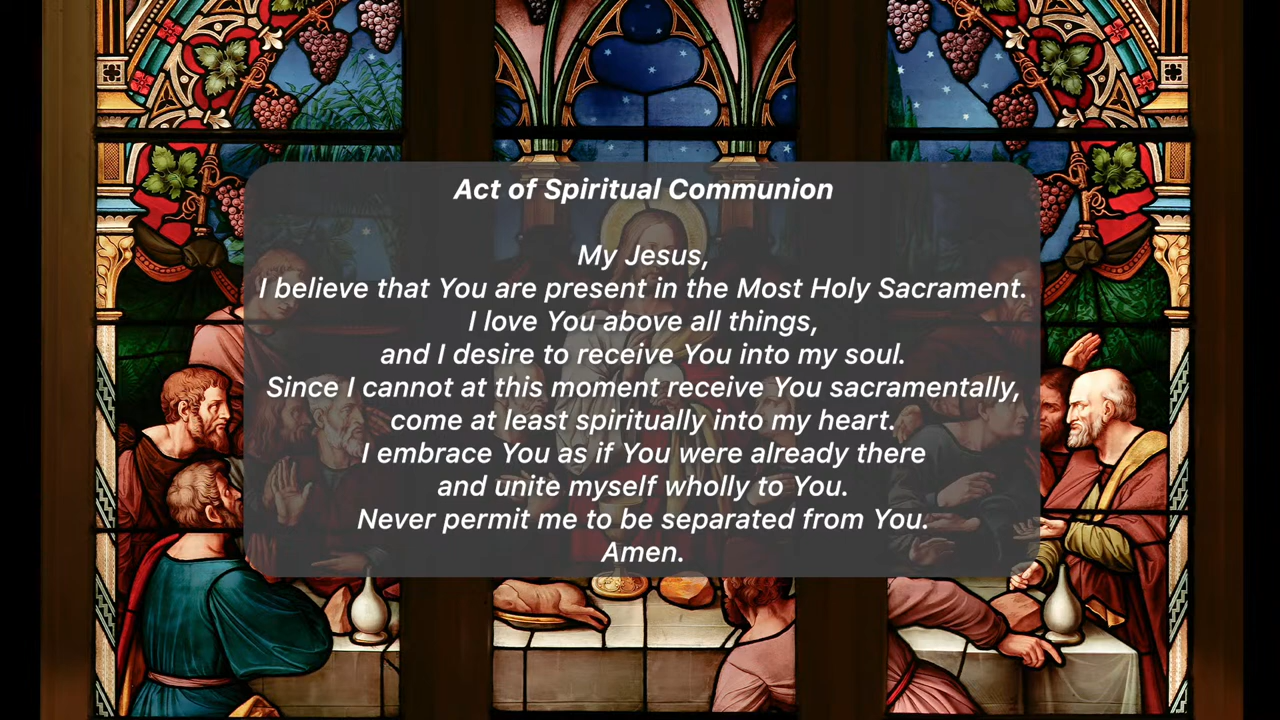 Act of Spiritual Communion
My Jesus,
I believe that You are present in the Most Holy Sacrament.
I love You above all things,
and I desire to receive You into my soul.
Since I cannot at this moment receive You sacramentally,
come at least spiritually into my heart.
I embrace You as if You were already there
and unite myself wholly to You.
Never permit me to be separated from You.
Amen.